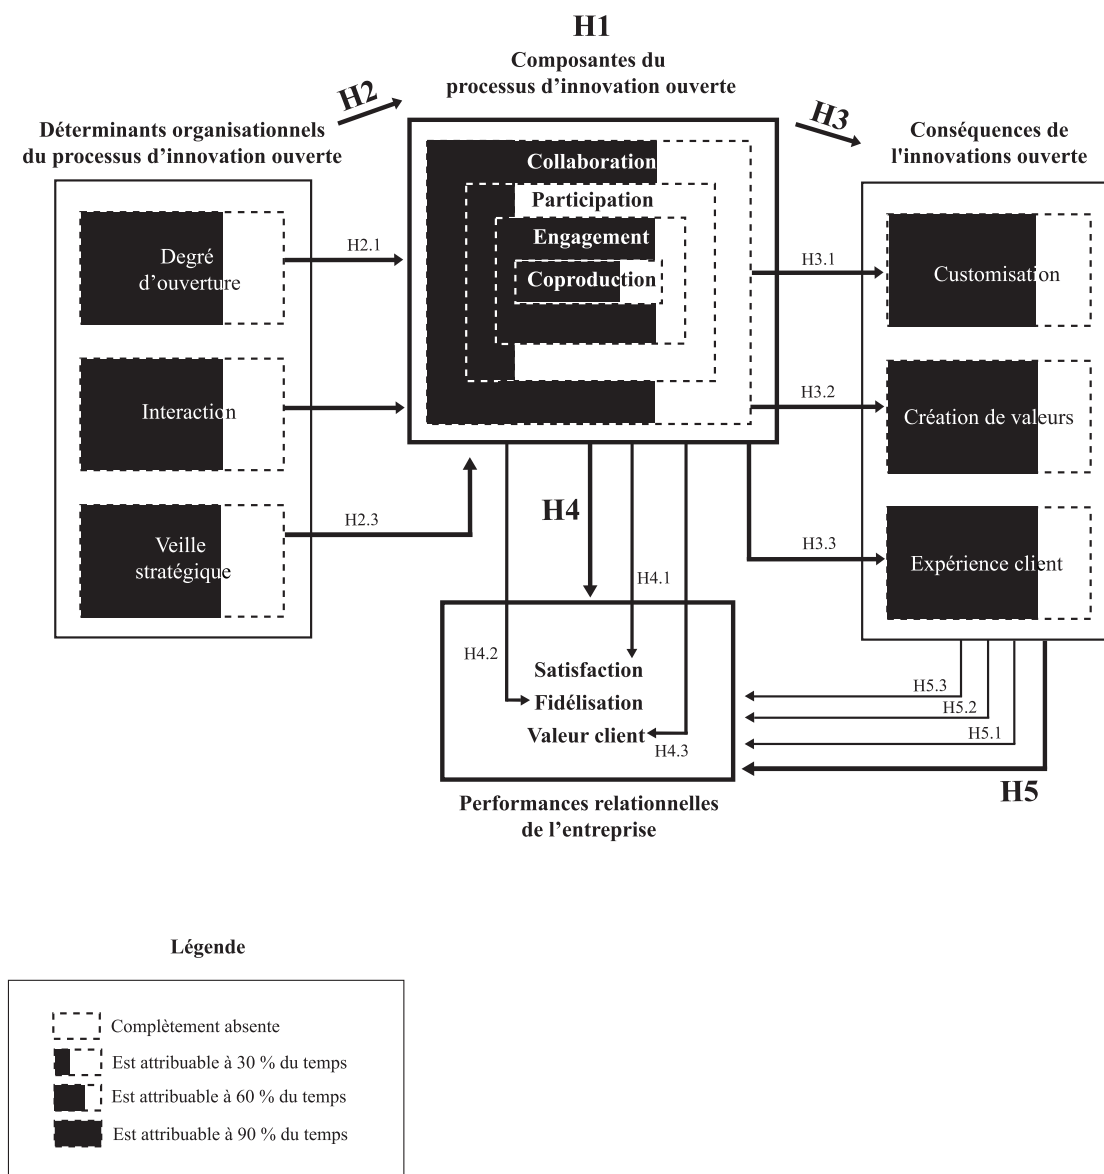 H1
Composantes du
processus d’innovation ouverte
H2
H3
Déterminants organisationnels
du processus d’innovation ouverte
Conséquences de
l'innovations ouverte
Degré
d’ouverture
Interaction
Veille
stratégique
H2.1
H2.3
Collaboration
Participation
Engagement
Coproduction
H3.1
H3.2
H3.3
Customisation
Création de valeurs
Expérience client
H4
H4.1
H4.2
H4.3
Satisfaction
Fidélisation
Valeur client
H5.3
H5.2
H5.1
H5
Performances relationnelles
de l’entreprise
Légende
Complètement absente
Est attribuable à 30 % du temps
Est attribuable à 60 % du temps
Est attribuable à 90 % du temps